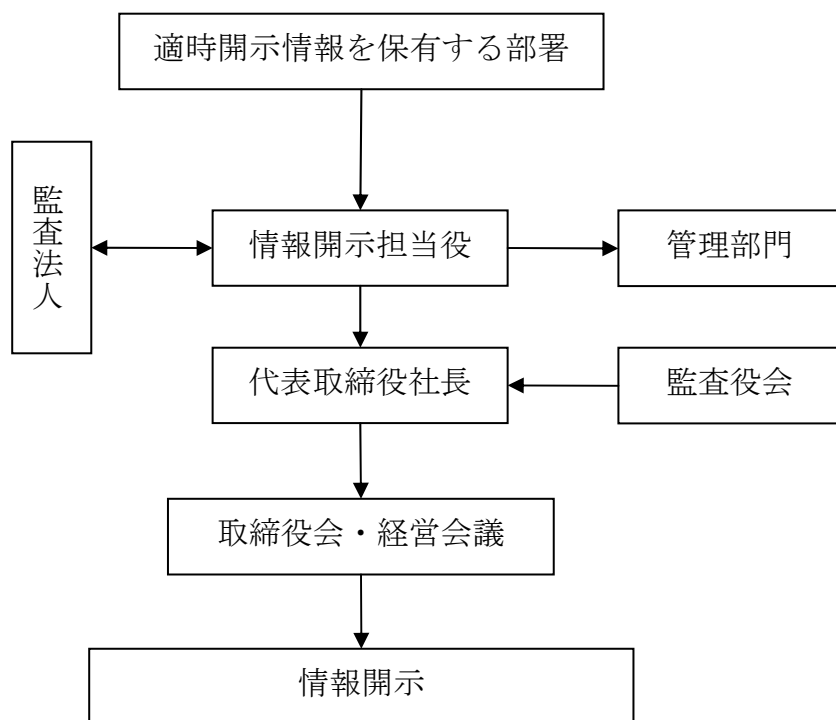 適時開示情報を保有する部署
監査法人
情報開示担当役
管理部門
代表取締役社長
監査役会
取締役会・経営会議
情報開示